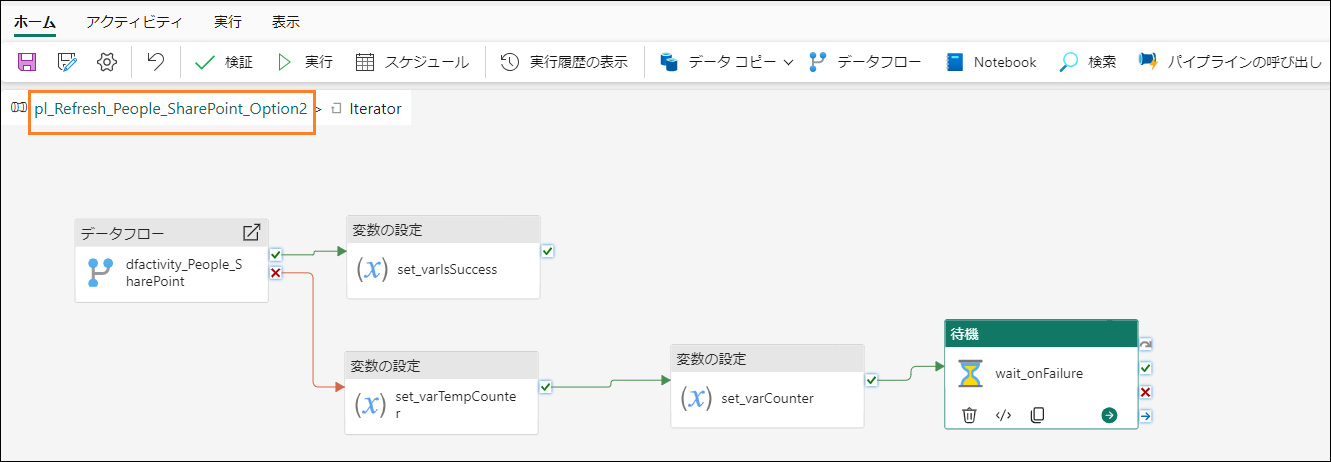 ホーム アクティビティ 実行 表示
検証 実行 スケジュール 実行履歴の表示 データ コピー データフロー Notebook 検索 パイプラインの呼び出し
pl_Refresh_People_SharePoint_Option2 > Iterator
データフロー
dfactivity_People_S
harePoint
変数の設定
(x) set_varIsSuccess
変数の設定
(x) set_varTempCounte
r
変数の設定
(x) set_varCounter
待機
wait_onFailure